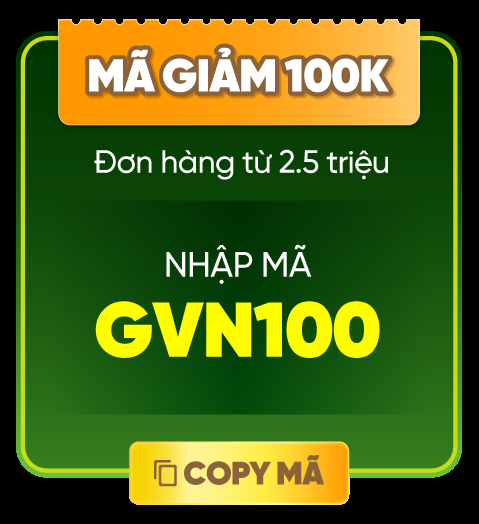 MÃ GIẢM 100K
Đơn hàng từ 2.5 triệu
NHẬP MÃ
GVN100
COPY MÃ